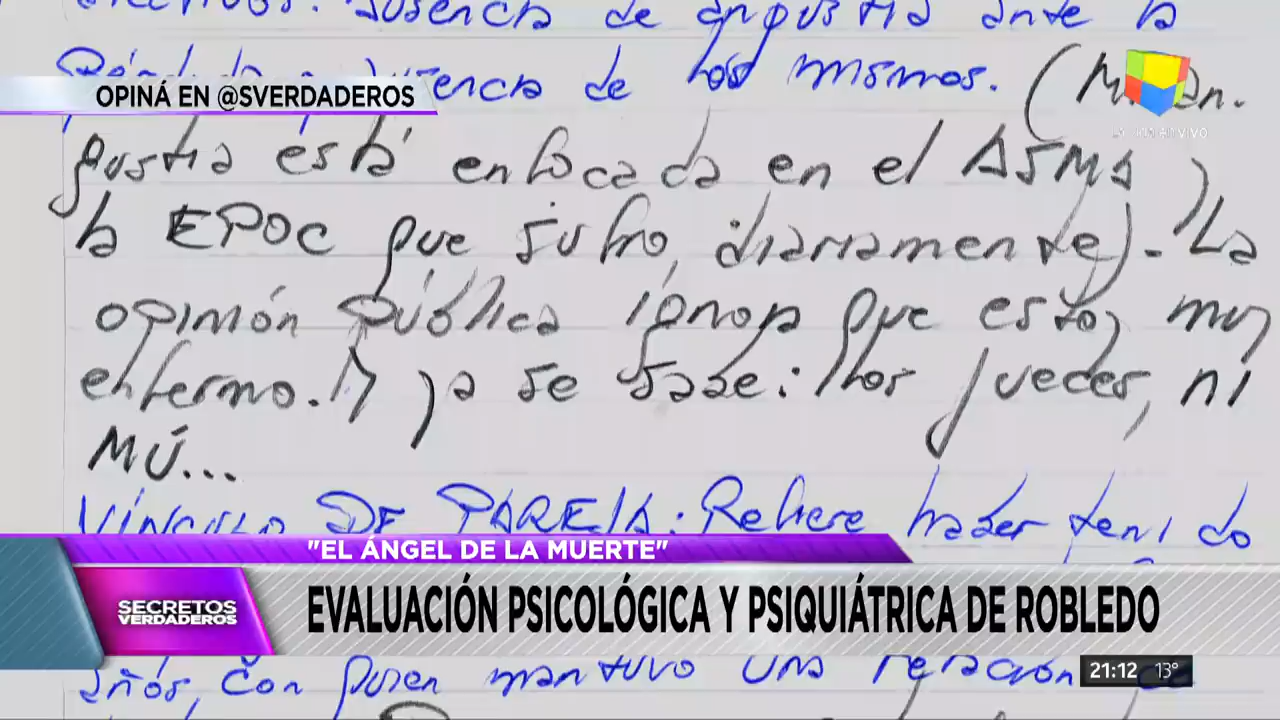 ausencia de angustia ante la
OPINÁ EN @SVERDADEROS
de los mismos. (Mi an-
gustia está enfocada en el ASMA
la EPOC que sufro, diariamente). La
opinión pública ignora que estoy muy
enfermo. Y ya se sabe: los jueces, ni
MÚ...
VÍNCULO DE PAREJA: Refiere haber tenido
"EL ÁNGEL DE LA MUERTE"
SECRETOS
VERDADEROS
EVALUACIÓN PSICOLÓGICA Y PSIQUIÁTRICA DE ROBLEDO
años, con quien mantuvo una relación
21:12 13°